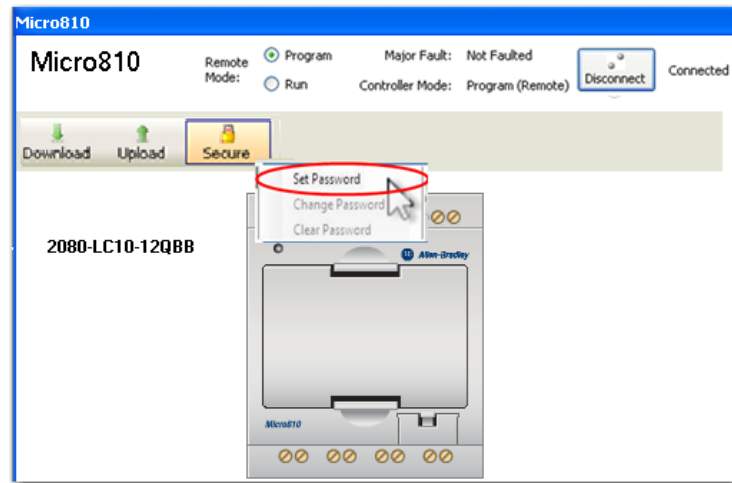 Micro810
Micro810
Remote Mode:
Program
Run
Major Fault: Not Faulted
Controller Mode: Program (Remote)
Disconnect
Connected
Download Upload Secure
Set Password
Change Password
Clear Password
2080-LC10-12QBB
Allen-Bradley
Micro810